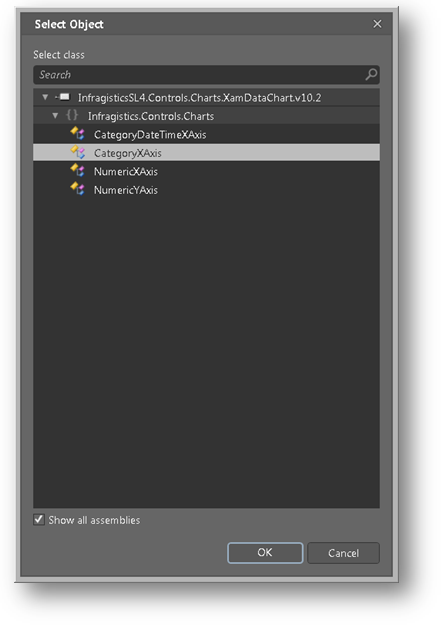 Select Object
Select class
Search
InfragisticsSL4.Controls.Charts.XamDataChart.v10.2
Infragistics.Controls.Charts
CategoryDateTimeXAxis
CategoryXAxis
NumericXAxis
NumericYAxis
Show all assemblies
OK Cancel